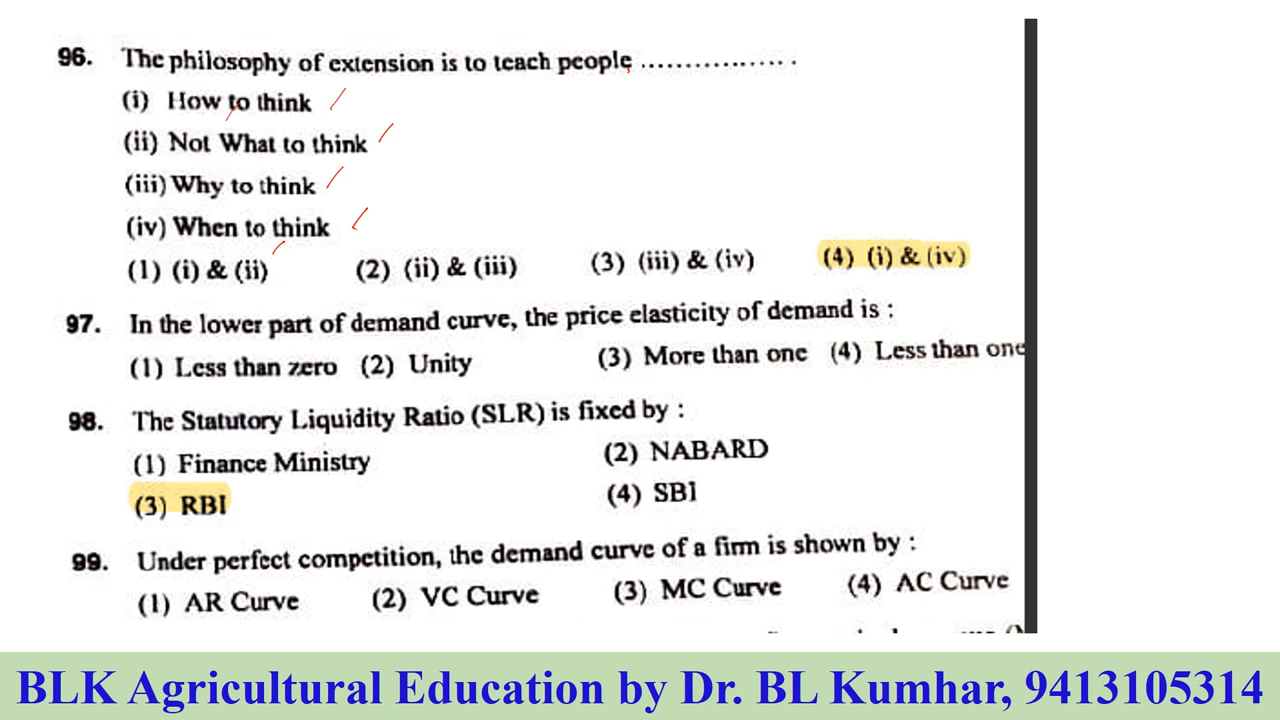 96. The philosophy of extension is to teach people ................ .
(i) How to think
(ii) Not What to think
(iii) Why to think
(iv) When to think
(1) (i) & (ii) (2) (ii) & (iii) (3) (iii) & (iv) (4) (i) & (iv)
97. In the lower part of demand curve, the price elasticity of demand is :
(1) Less than zero (2) Unity (3) More than one (4) Less than one
98. The Statutory Liquidity Ratio (SLR) is fixed by :
(1) Finance Ministry (2) NABARD
(3) RBI (4) SBI
99. Under perfect competition, the demand curve of a firm is shown by :
(1) AR Curve (2) VC Curve (3) MC Curve (4) AC Curve
BLK Agricultural Education by Dr. BL Kumhar, 9413105314